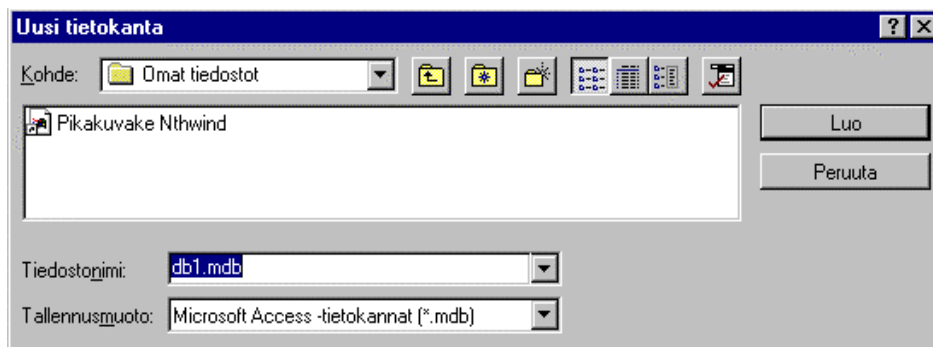 Uusi tietokanta
Kohde: Omat tiedostot
Pikakuvake Nthwind
Luo
Peruuta
Tiedostonimi: db1.mdb
Tallennusmuoto: Microsoft Access -tietokannat (*.mdb)